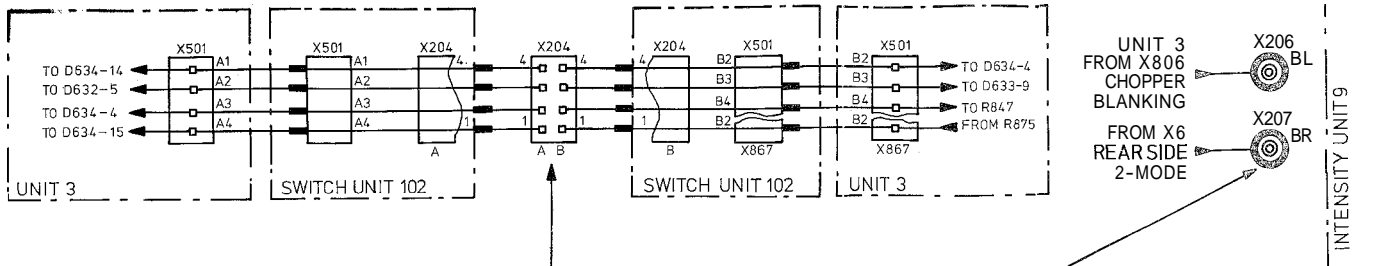 X501 X501 X204 X204 X204 X501 X501
A1 A1 4 4 4 4 B2 B2
TO D634-14 TO D634-4
A2 A2 B3 B3
TO D632-5 TO D633-9
A3 A3 B4 B4
TO D634-4 TO R847
A4 A4 1 1 1 1 B2 B2
TO D634-15 FROM R875
A A B B X867 X867
UNIT 3
SWITCH UNIT 102
SWITCH UNIT 102
UNIT 3
UNIT 3
FROM X806
CHOPPER
BLANKING
X206
BL
FROM X6
REAR SIDE
2-MODE
X207
BR
INTENSITY UNIT 9